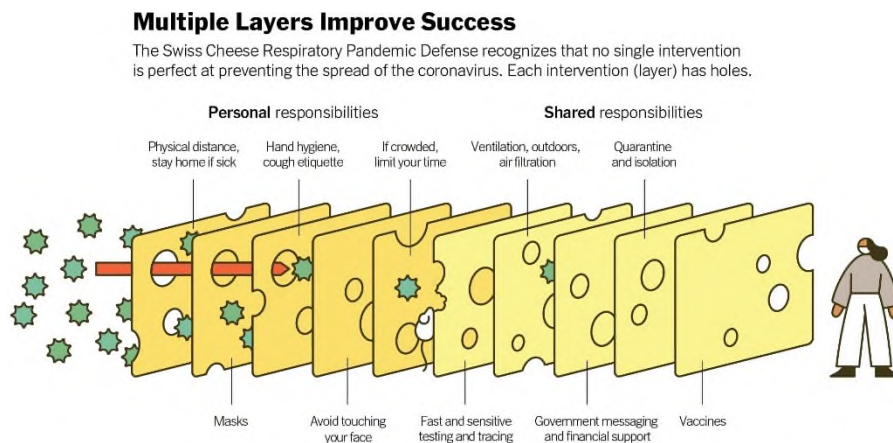 Multiple Layers Improve Success
The Swiss Cheese Respiratory Pandemic Defense recognizes that no single intervention
is perfect at preventing the spread of the coronavirus. Each intervention (layer) has holes.
Personal responsibilities
Shared responsibilities
Physical distance,
stay home if sick
Hand hygiene,
cough etiquette
If crowded,
limit your time
Ventilation, outdoors,
air filtration
Quarantine
and isolation
Masks
Avoid touching
your face
Fast and sensitive
testing and tracing
Government messaging
and financial support
Vaccines